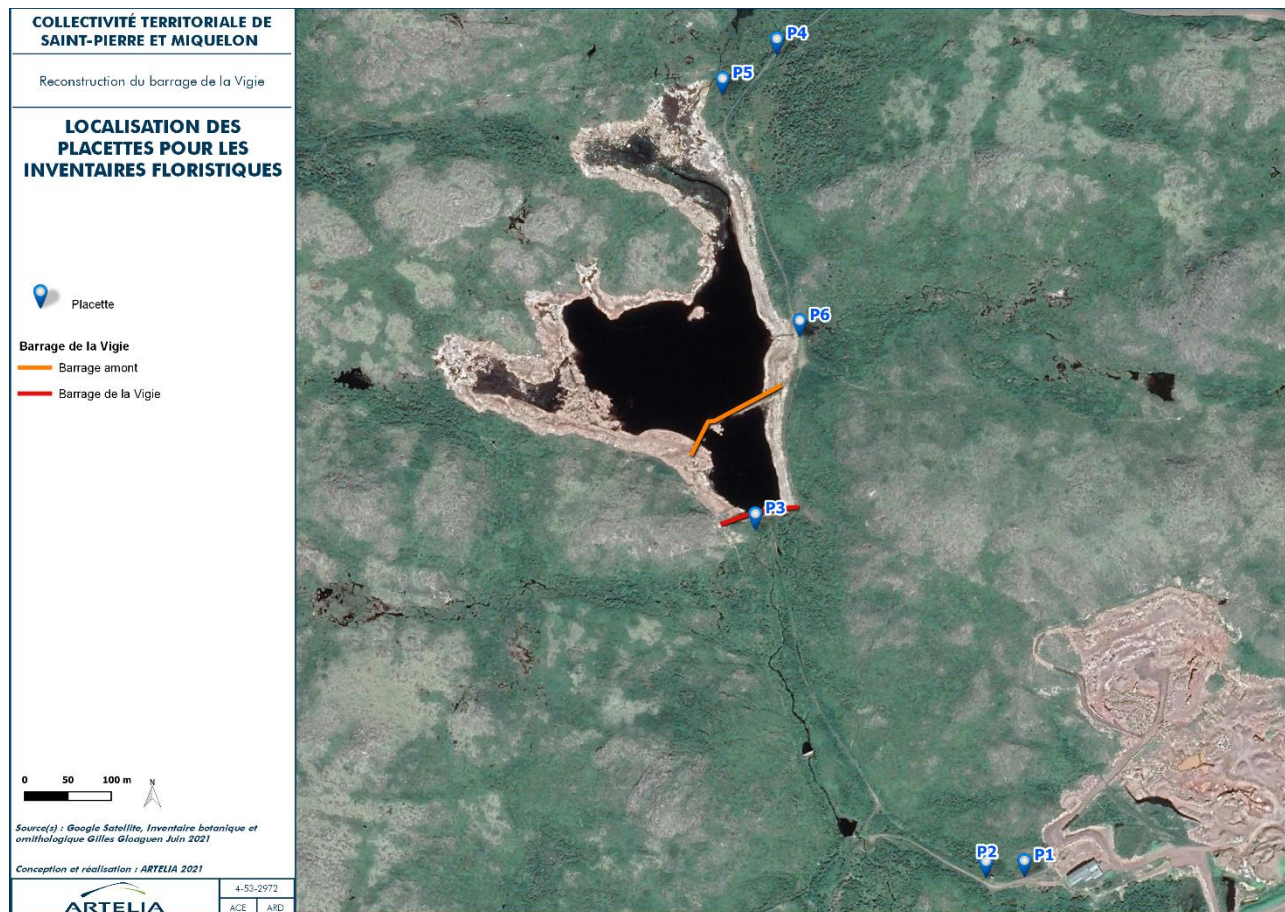 COLLECTIVITÉ TERRITORIALE DE
SAINT-PIERRE ET MIQUELON
Reconstruction du barrage de la Vigie
LOCALISATION DES
PLACETTES POUR LES
INVENTAIRES FLORISTIQUES
Placette
Barrage de la Vigie
Barrage amont
Barrage de la Vigie
0 50 100 m
N
Source(s) : Google Satellite, Inventaire botanique et
ornithologique Gilles Gloaguen Juin 2021
Conception et réalisation : ARTELIA 2021
ARTELIA
4-53-2972
ACE ARD
P4
P5
P6
P3
P2
P1